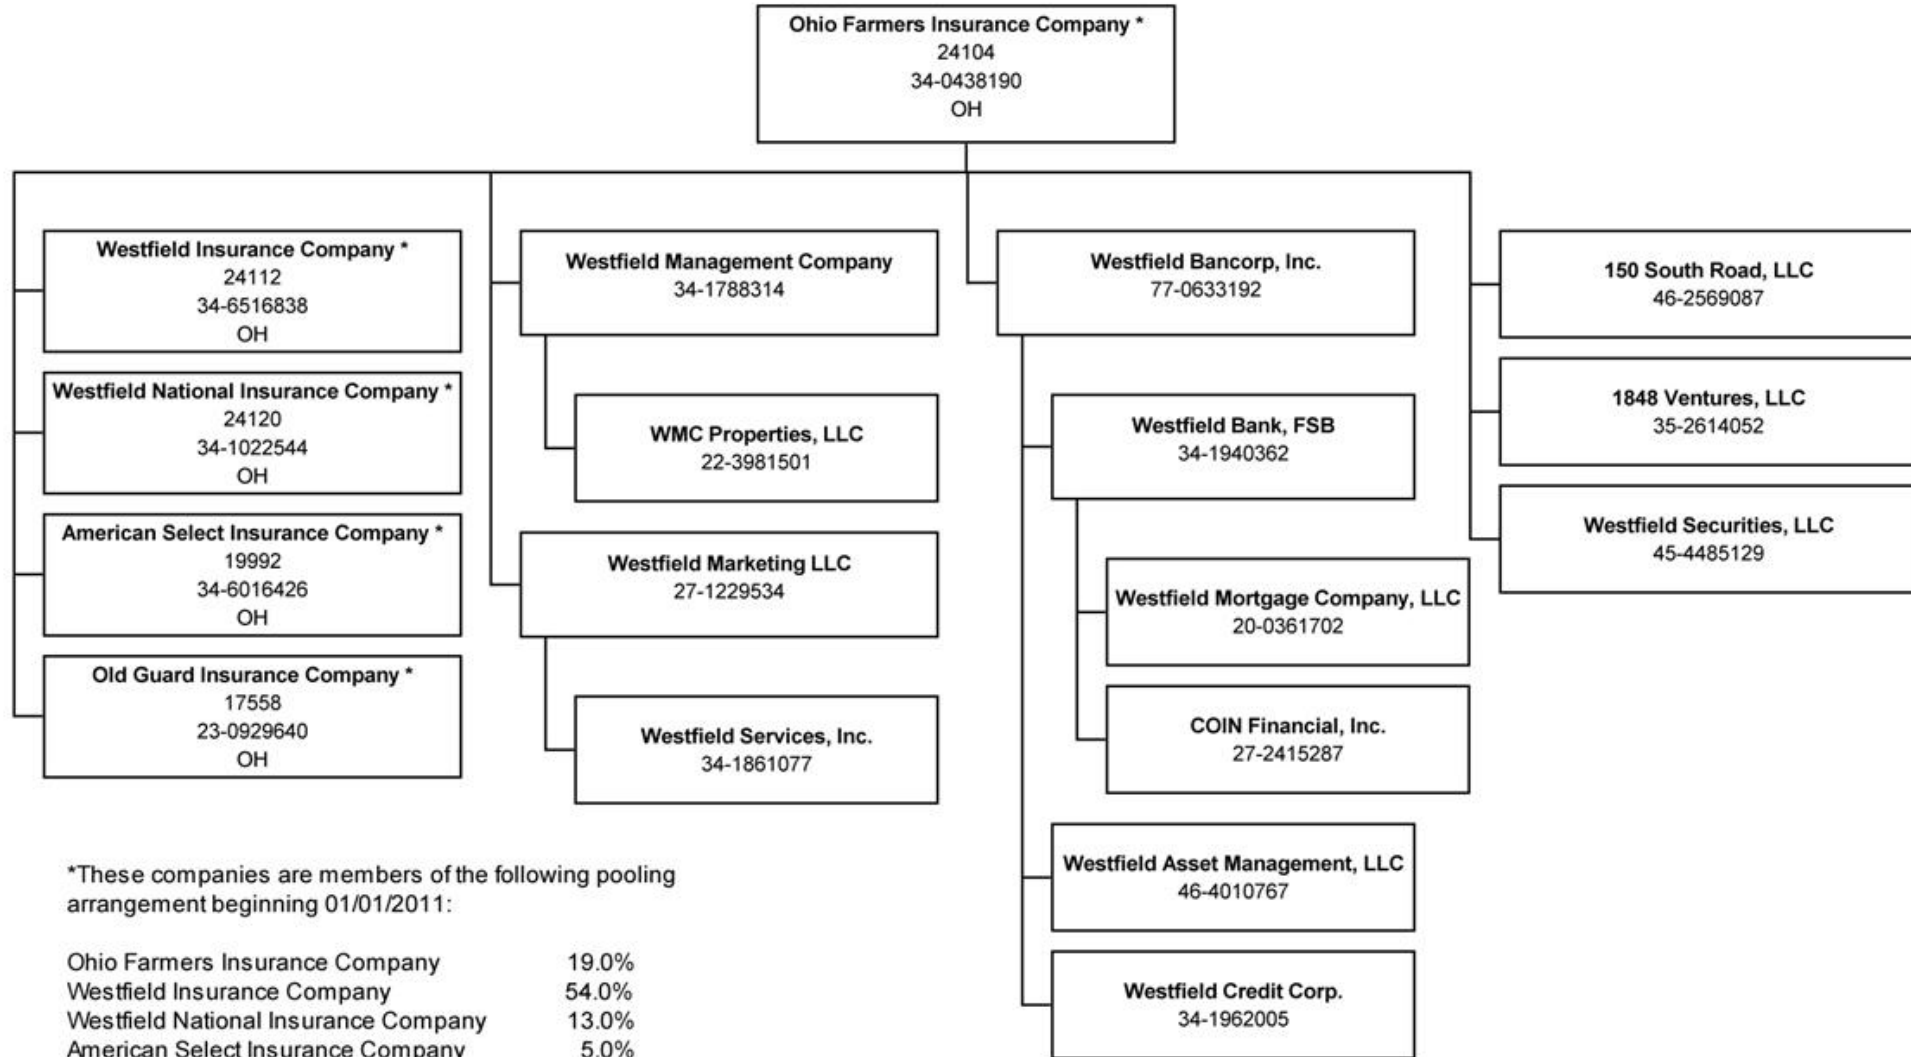 Ohio Farmers Insurance Company *
24104
34-0438190
OH
Westfield Insurance Company *
24112
34-6516838
OH
Westfield National Insurance Company *
24120
34-1022544
OH
American Select Insurance Company *
19992
34-6016426
OH
Old Guard Insurance Company *
17558
23-0929640
OH
Westfield Management Company
34-1788314
WMC Properties, LLC
22-3981501
Westfield Marketing LLC
27-1229534
Westfield Services, Inc.
34-1861077
Westfield Bancorp, Inc.
77-0633192
Westfield Bank, FSB
34-1940362
Westfield Mortgage Company, LLC
20-0361702
COIN Financial, Inc.
27-2415287
Westfield Asset Management, LLC
46-4010767
Westfield Credit Corp.
34-1962005
150 South Road, LLC
46-2569087
1848 Ventures, LLC
35-2614052
Westfield Securities, LLC
45-4485129
*These companies are members of the following pooling
arrangement beginning 01/01/2011:
Ohio Farmers Insurance Company 19.0%
Westfield Insurance Company 54.0%
Westfield National Insurance Company 13.0%
American Select Insurance Company 5.0%